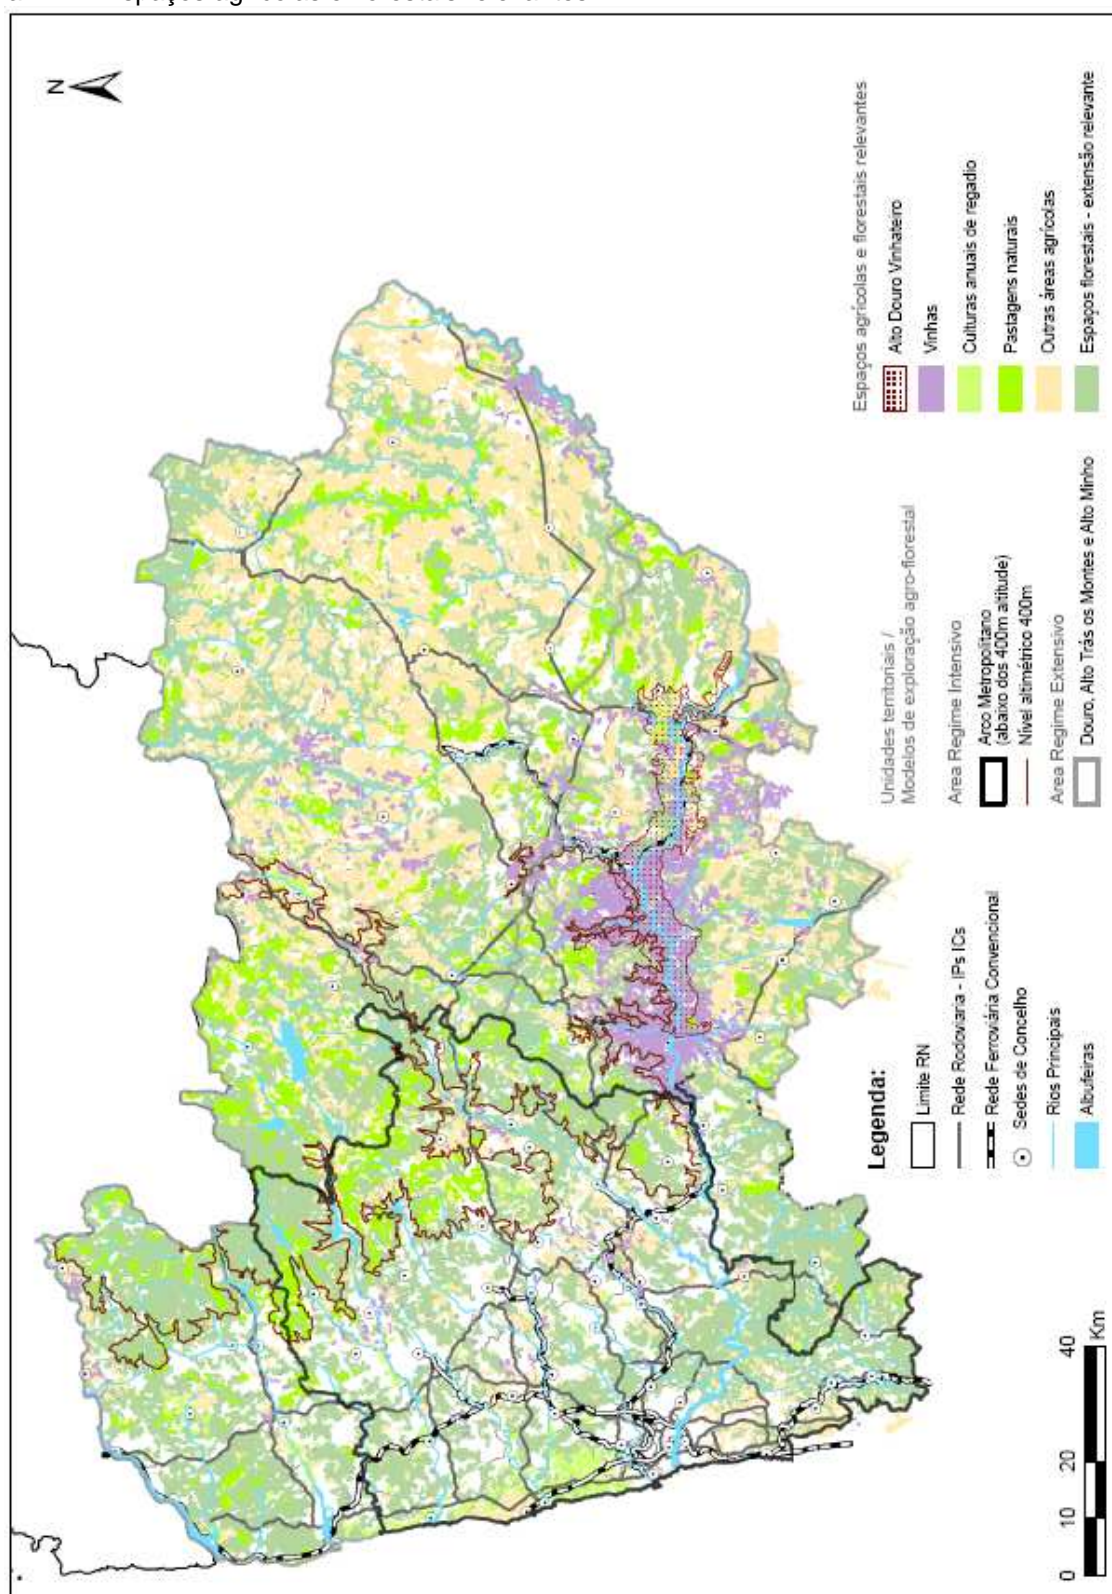 N
Legenda:
Limite RN
Rede Rodoviaria - IPs ICs
Rede Ferroviária Convencional
Sedes de Concelho
Rios Principais
Albufeiras
Unidades territoriais /
Modelos de exploração agro-florestal
Area Regime Intensivo
Arco Metropolitano
(abaixo dos 400m altitude)
Nível altimétrico 400m
Area Regime Extensivo
Douro, Alto Trás os Montes e Alto Minho
Espaços agrícolas e florestais relevantes
Alto Douro Vinhateiro
Vinhas
Culturas anuais de regadio
Pastagens naturais
Outras áreas agrícolas
Espaços florestais - extensão relevante
0 10 20 40
Km